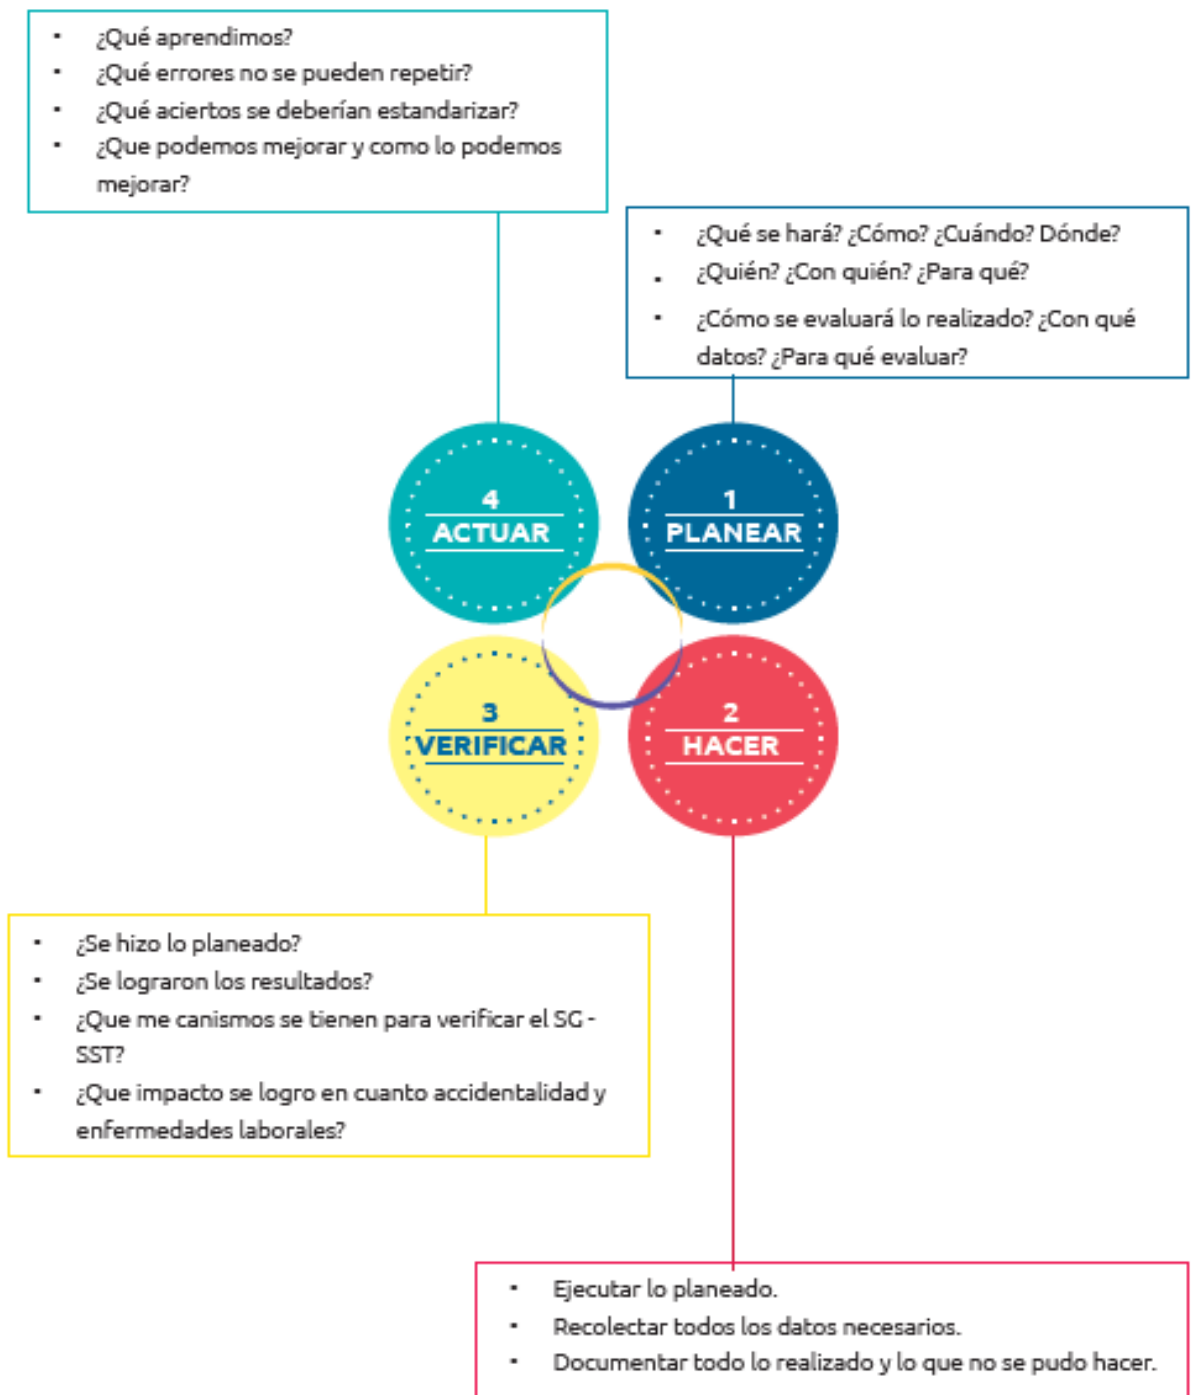 ¿Qué aprendimos?
¿Qué errores no se pueden repetir?
¿Qué aciertos se deberían estandarizar?
¿Que podemos mejorar y como lo podemos
mejorar?
¿Qué se hará? ¿Cómo? ¿Cuándo? Dónde?
¿Quién? ¿Con quién? ¿Para qué?
¿Cómo se evaluará lo realizado? ¿Con qué
datos? ¿Para qué evaluar?
4
ACTUAR
1
PLANEAR
3
VERIFICAR
2
HACER
¿Se hizo lo planeado?
¿Se lograron los resultados?
¿Que me canismos se tienen para verificar el SG -
SST?
¿Que impacto se logro en cuanto accidentalidad y
enfermedades laborales?
Ejecutar lo planeado.
Recolectar todos los datos necesarios.
Documentar todo lo realizado y lo que no se pudo hacer.